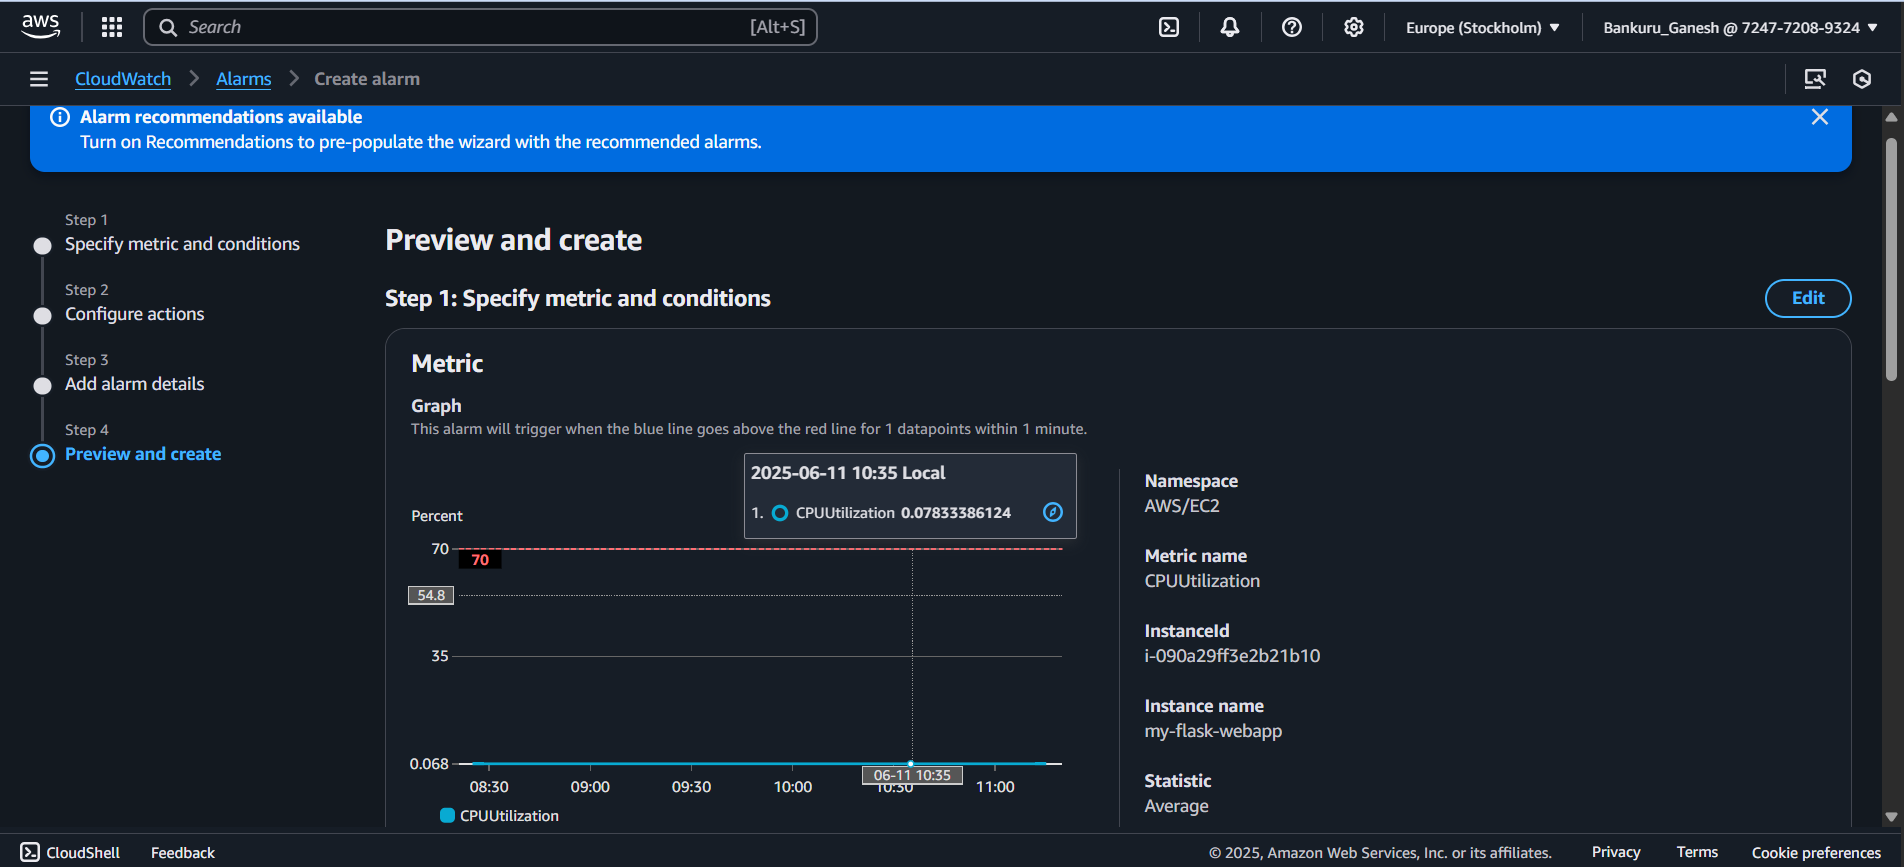 aws
Search [Alt+S]
Europe (Stockholm)
Bankuru_Ganesh @ 7247-7208-9324
CloudWatch
Alarms
Create alarm
Alarm recommendations available
Turn on Recommendations to pre-populate the wizard with the recommended alarms.
Step 1
Specify metric and conditions
Step 2
Configure actions
Step 3
Add alarm details
Step 4
Preview and create
Preview and create
Step 1: Specify metric and conditions
Edit
Metric
Graph
This alarm will trigger when the blue line goes above the red line for 1 datapoints within 1 minute.
2025-06-11 10:35 Local
1. CPUUtilization 0.07833386124
Percent
70
70
54.8
35
0.068
06-11 10:35
08:30 09:00 09:30 10:00 10:30 11:00
CPUUtilization
Namespace
AWS/EC2
Metric name
CPUUtilization
InstanceId
i-090a29ff3e2b21b10
Instance name
my-flask-webapp
Statistic
Average
CloudShell
Feedback
© 2025, Amazon Web Services, Inc. or its affiliates.
Privacy
Terms
Cookie preferences